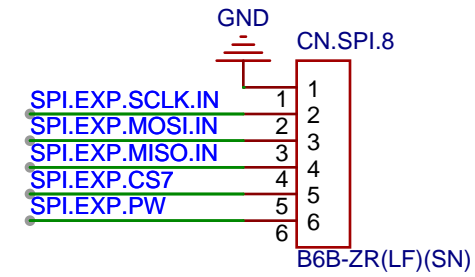 GND
CN.SPI.8
1 1
SPI.EXP.SCLK.IN 2 2
SPI.EXP.MOSI.IN 3 3
SPI.EXP.MISO.IN 4 4
SPI.EXP.CS7 5 5
SPI.EXP.PW 6 6
B6B-ZR(LF)(SN)